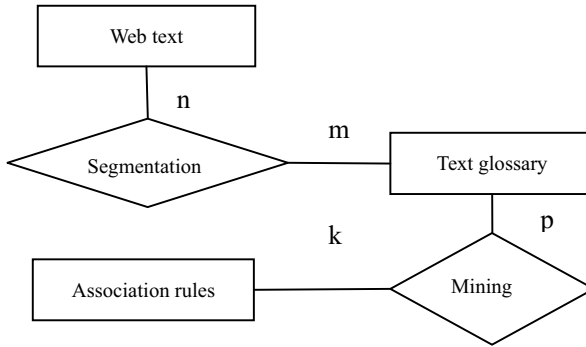 Web text
n
m
Segmentation
Text glossary
p
k
Mining
Association rules